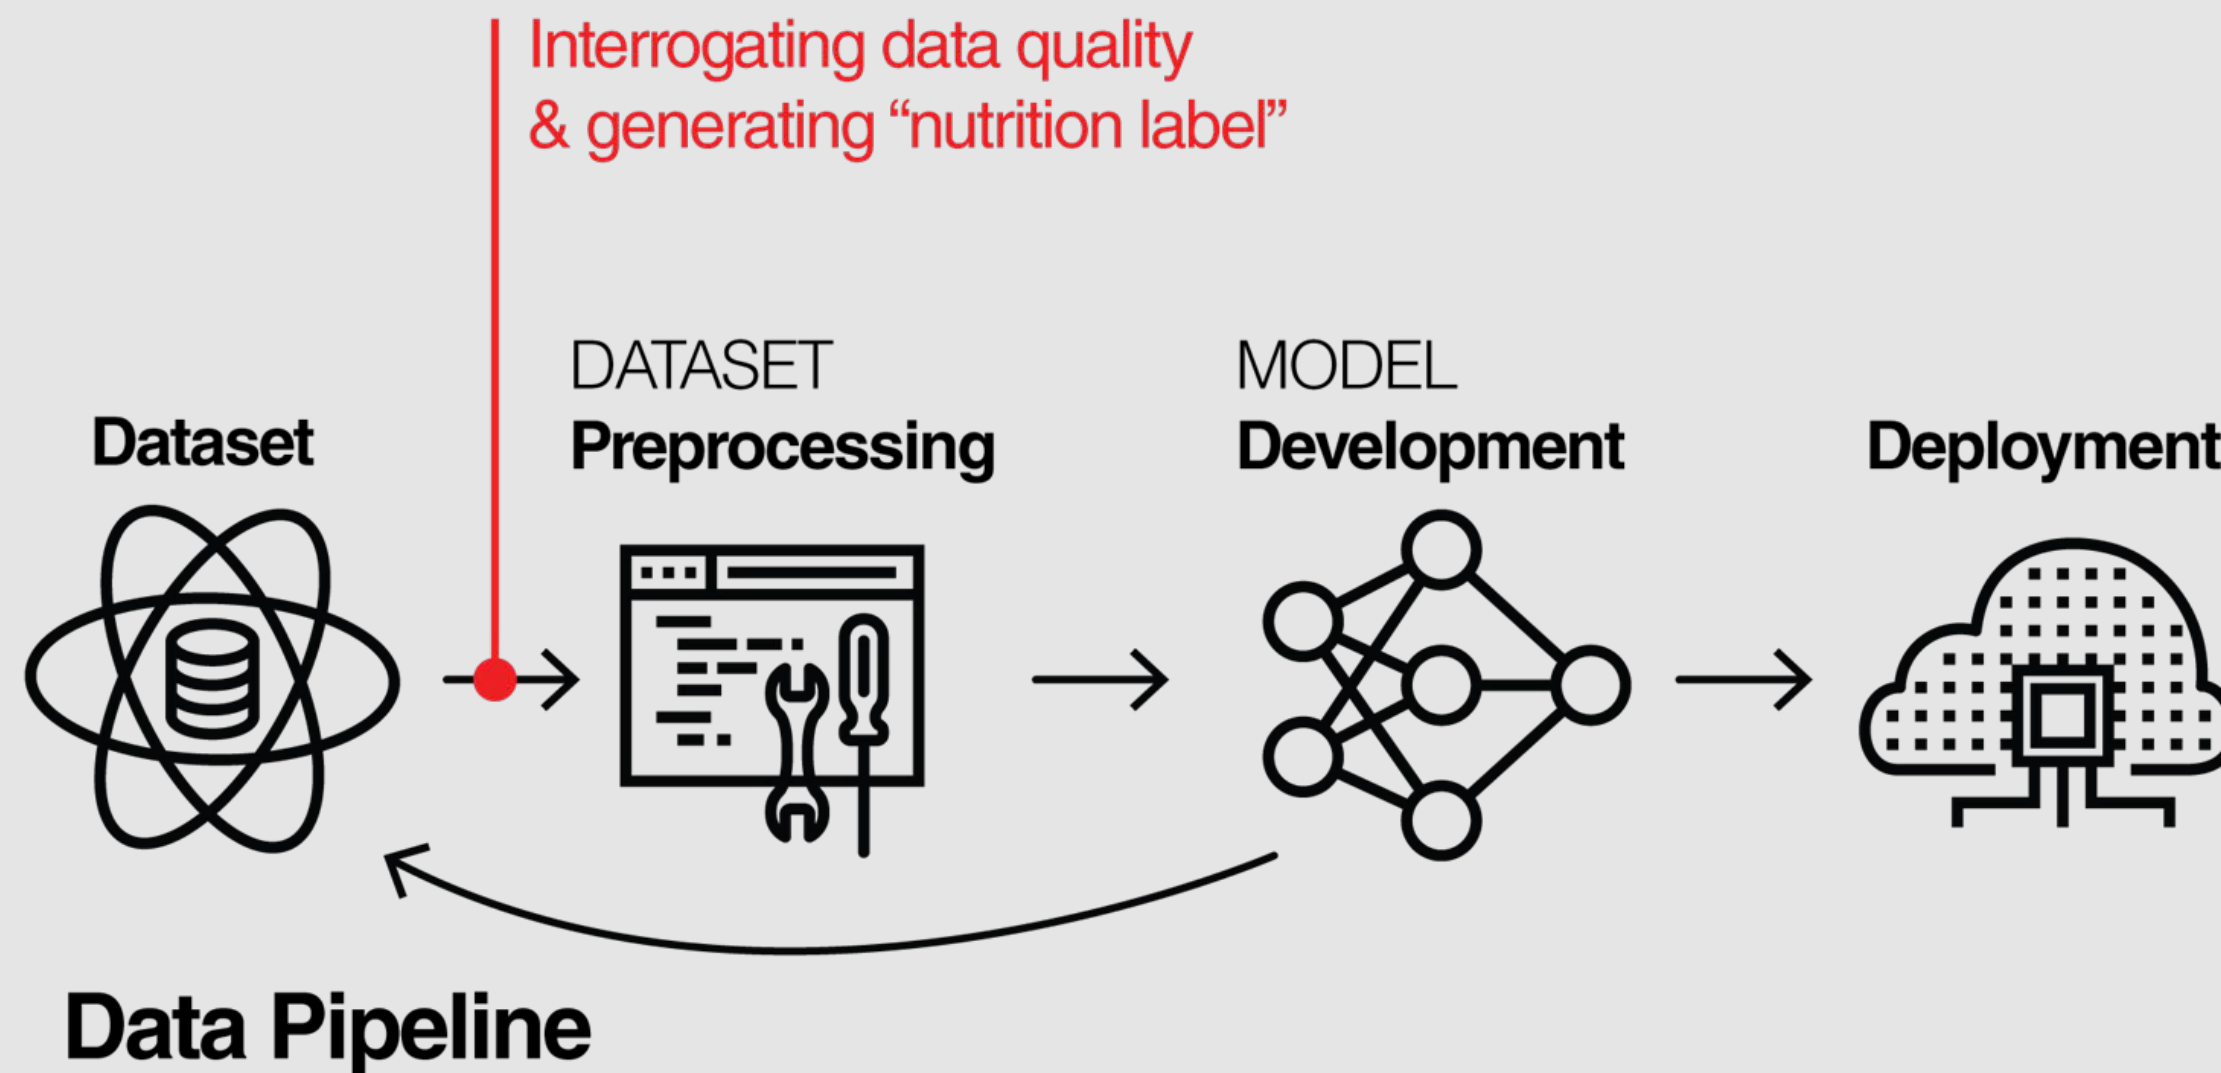 Interrogating data quality
& generating “nutrition label”
Dataset
DATASET
Preprocessing
MODEL
Development
Deployment
Data Pipeline